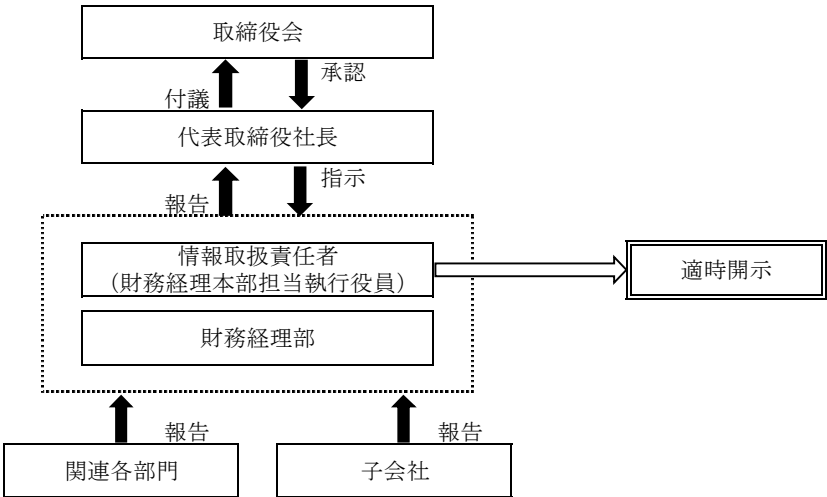 取締役会
付議
承認
代表取締役社長
報告
指示
情報取扱責任者
（財務経理本部担当執行役員）
適時開示
財務経理部
報告
報告
関連各部門
子会社